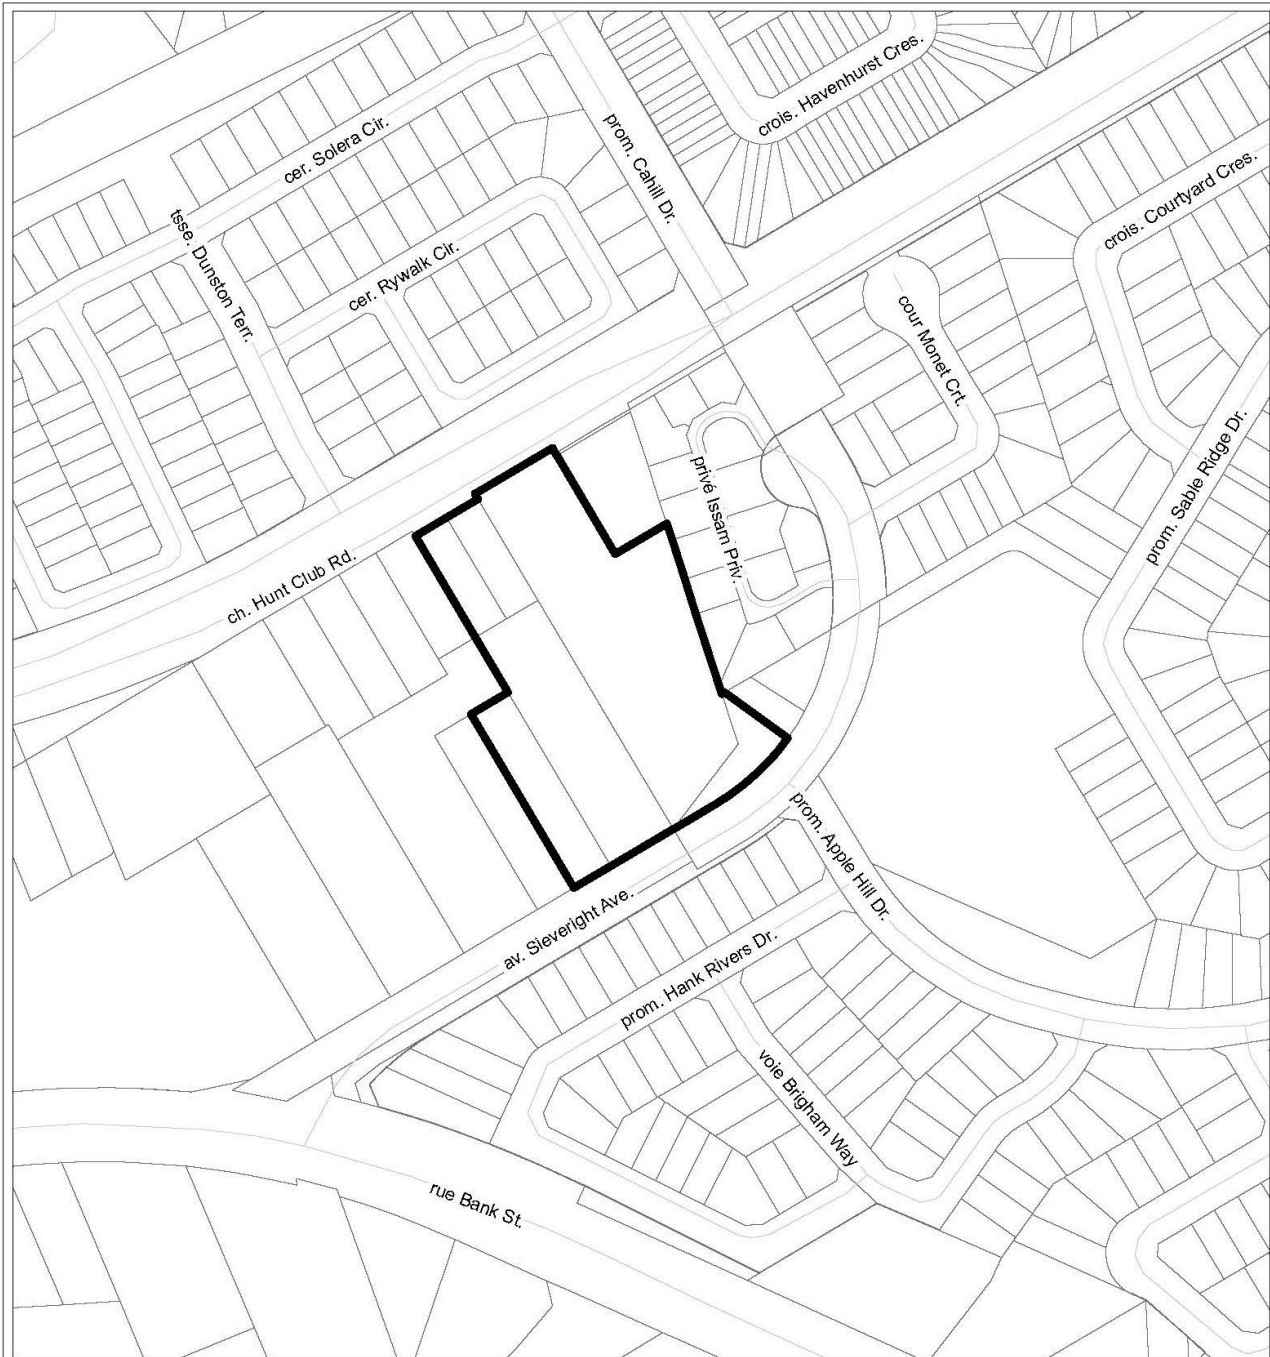 crois. Havenhurst Cres.
cer. Solera Cir.
prom. Cahill Dr.
crois. Courtyard Cres.
tsse. Dunston Terr.
cer. Rywalk Cir.
cour Monet Crt.
prom. Sable Ridge Dr.
privé Issam Priv.
ch. Hunt Club Rd.
prom. Apple Hill Dr.
av. Sieveright Ave.
prom. Hank Rivers Dr.
voie Brigham Way
rue Bank St.